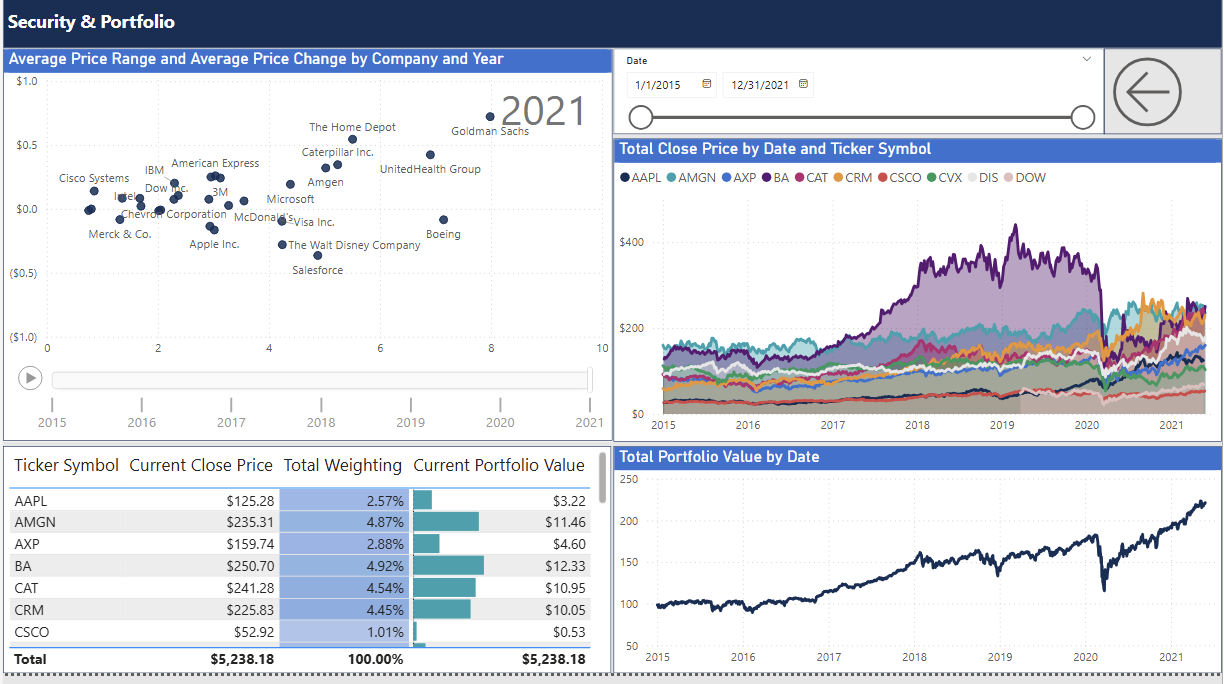 Security & Portfolio
Average Price Range and Average Price Change by Company and Year
$1.0
$0.5
$0.0
($0.5)
($1.0)
0 2 4 6 8 10
2021
The Home Depot
Goldman Sachs
Caterpillar Inc.
UnitedHealth Group
American Express
IBM
Cisco Systems
Amgen
Dow Inc.
3M
Intel
Microsoft
Chevron Corporation
McDonald's
Visa Inc.
Merck & Co.
Boeing
Apple Inc.
The Walt Disney Company
Salesforce
2015 2016 2017 2018 2019 2020 2021
Date
1/1/2015 12/31/2021
Total Close Price by Date and Ticker Symbol
AAPL AMGN AXP BA CAT CRM CSCO CVX DIS DOW
$400
$200
$0
2015 2016 2017 2018 2019 2020 2021
Ticker Symbol Current Close Price Total Weighting Current Portfolio Value
AAPL $125.28 2.57% $3.22
AMGN $235.31 4.87% $11.46
AXP $159.74 2.88% $4.60
BA $250.70 4.92% $12.33
CAT $241.28 4.54% $10.95
CRM $225.83 4.45% $10.05
CSCO $52.92 1.01% $0.53
Total $5,238.18 100.00% $5,238.18
Total Portfolio Value by Date
250
200
150
100
50
2015 2016 2017 2018 2019 2020 2021